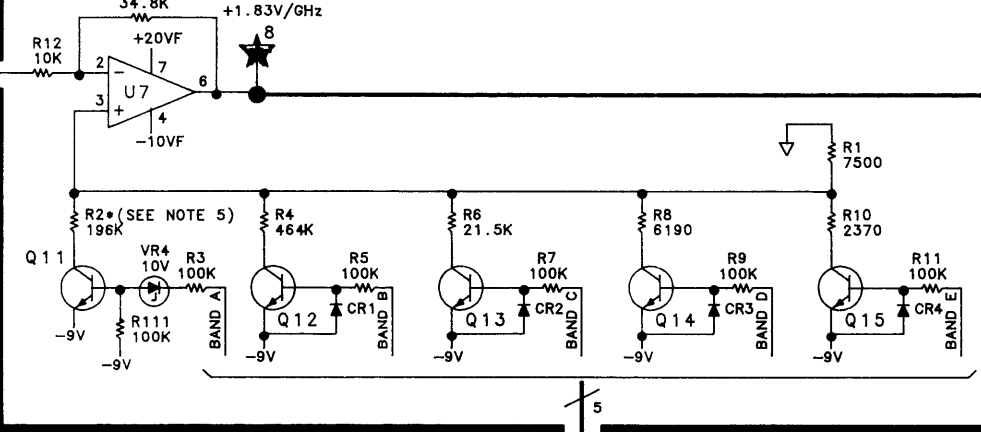 34.8K
+1.83V/GHz
8
R12
10K
+20VF
2
7
−
U7
6
3
+
4
−10VF
R1
7500
R2*(SEE NOTE 5)
196K
R4
464K
R6
21.5K
R8
6190
R10
2370
Q11
VR4
10V
R3
100K
R5
100K
R7
100K
R9
100K
R11
100K
BAND A
CR1
BAND B
CR2
BAND C
CR3
BAND D
CR4
BAND E
Q12
Q13
Q14
Q15
−9V
R111
100K
−9V
−9V
−9V
−9V
−9V
5